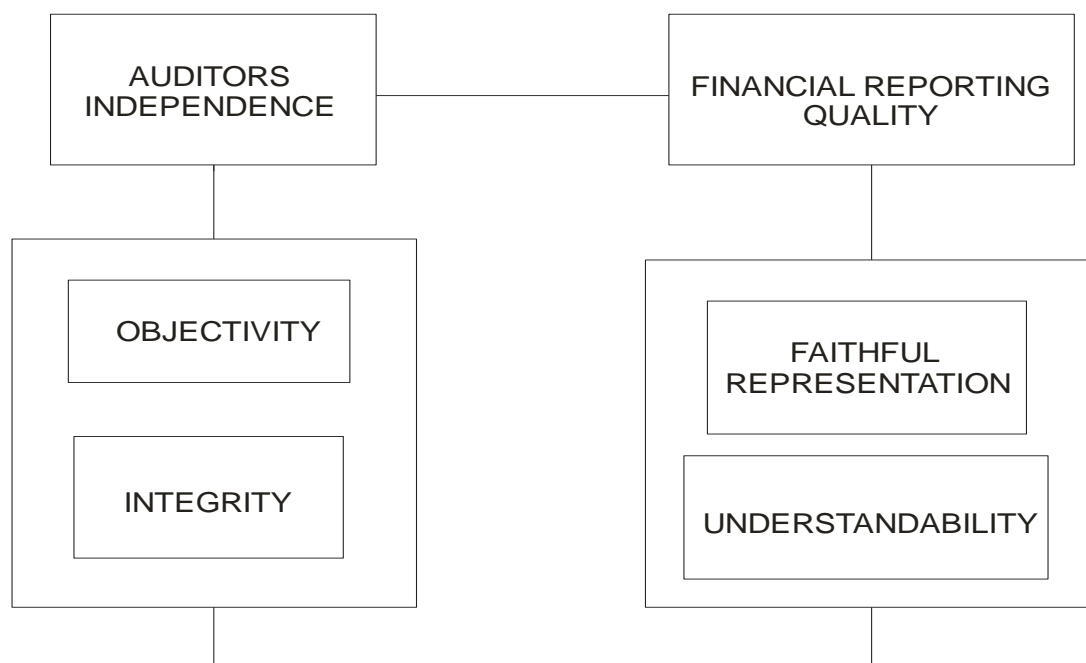 AUDITORS
INDEPENDENCE
FINANCIAL REPORTING
QUALITY
OBJECTIVITY
INTEGRITY
FAITHFUL
REPRESENTATION
UNDERSTANDABILITY